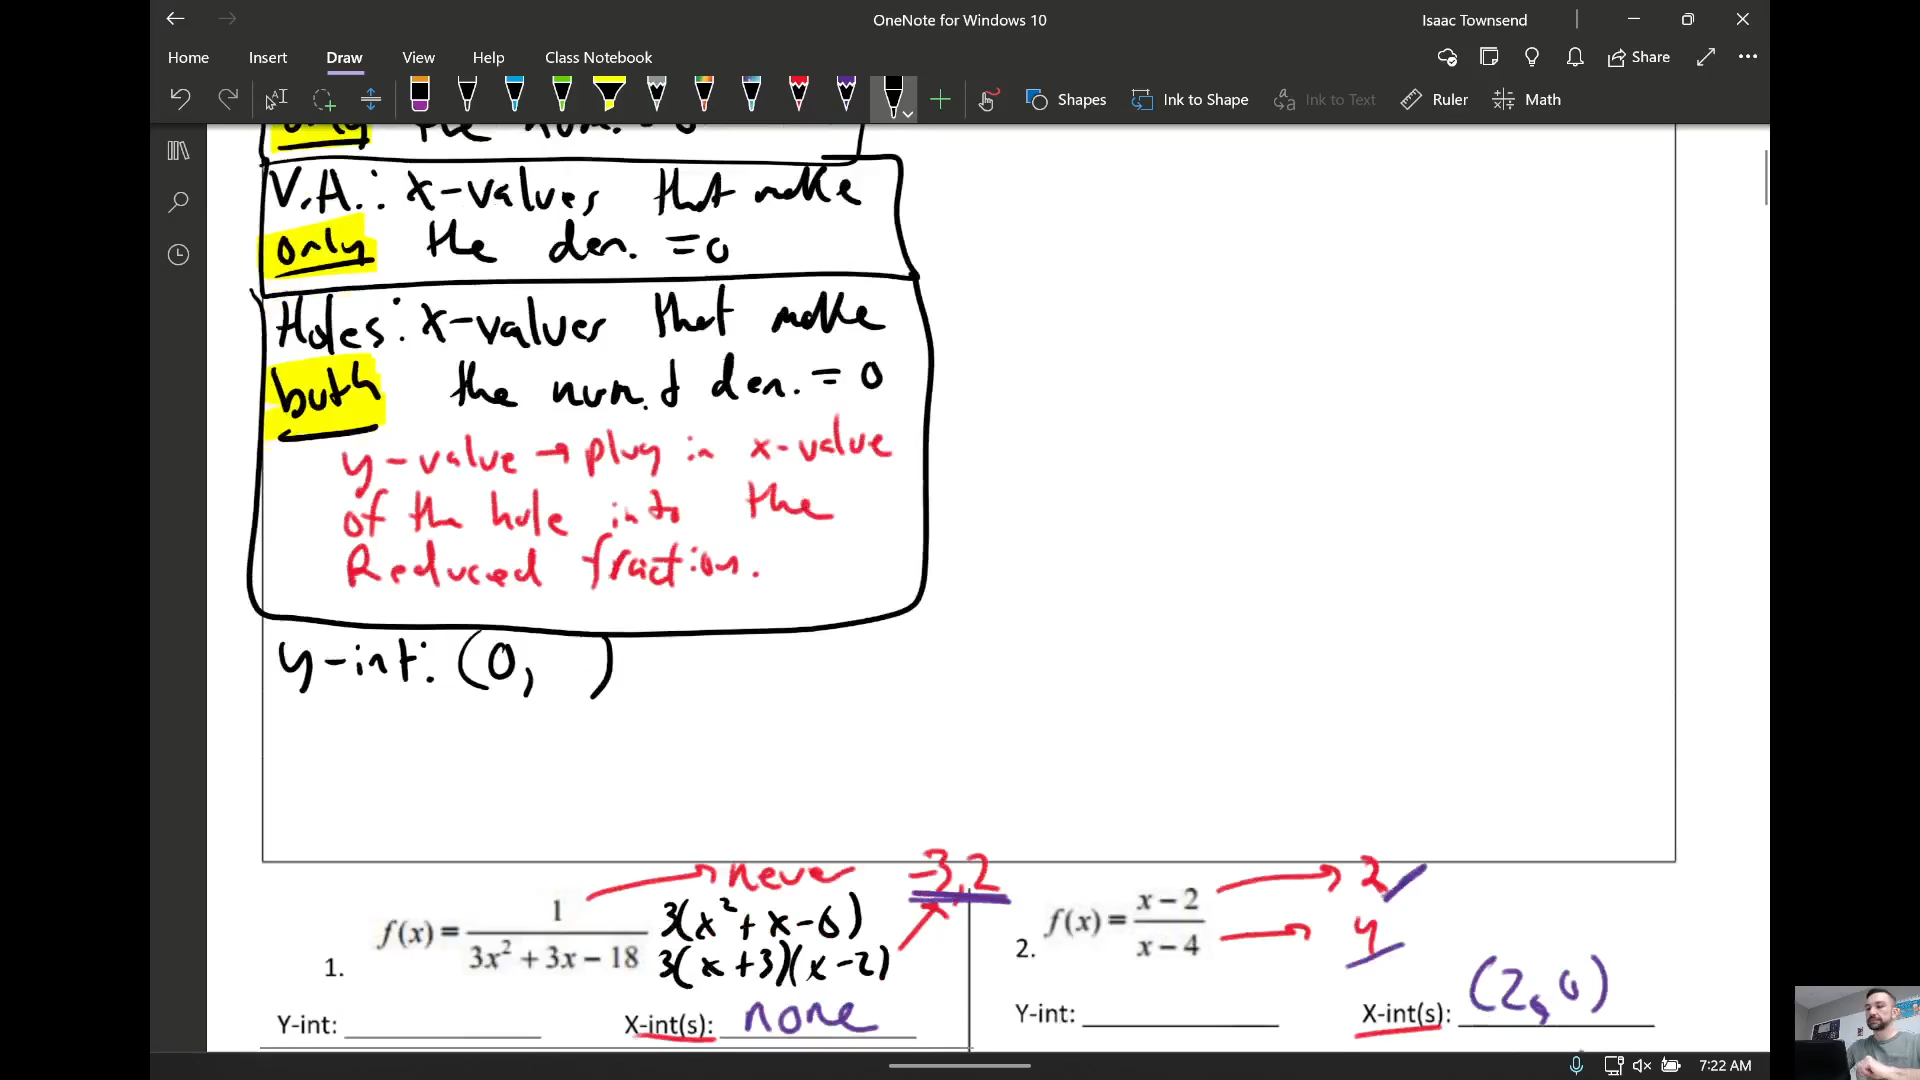 OneNote for Windows 10
Isaac Townsend
Home Insert Draw View Help Class Notebook
Share
Shapes Ink to Shape Ink to Text Ruler Math
only the num. = 0
V.A.: x-values that make
only the den. = 0
Holes: x-values that make
both the num. & den. = 0
y-value → plug in x-value
of the hole into the
Reduced fraction.
y-int: (0, )
never -3, 2
1. f(x) = 1 / (3x² + 3x − 18)
3(x² + x - 6)
3(x + 3)(x - 2)
Y-int: X-int(s): none
2. f(x) = (x − 2) / (x − 4)
2
4
Y-int: X-int(s): (2, 0)
7:22 AM